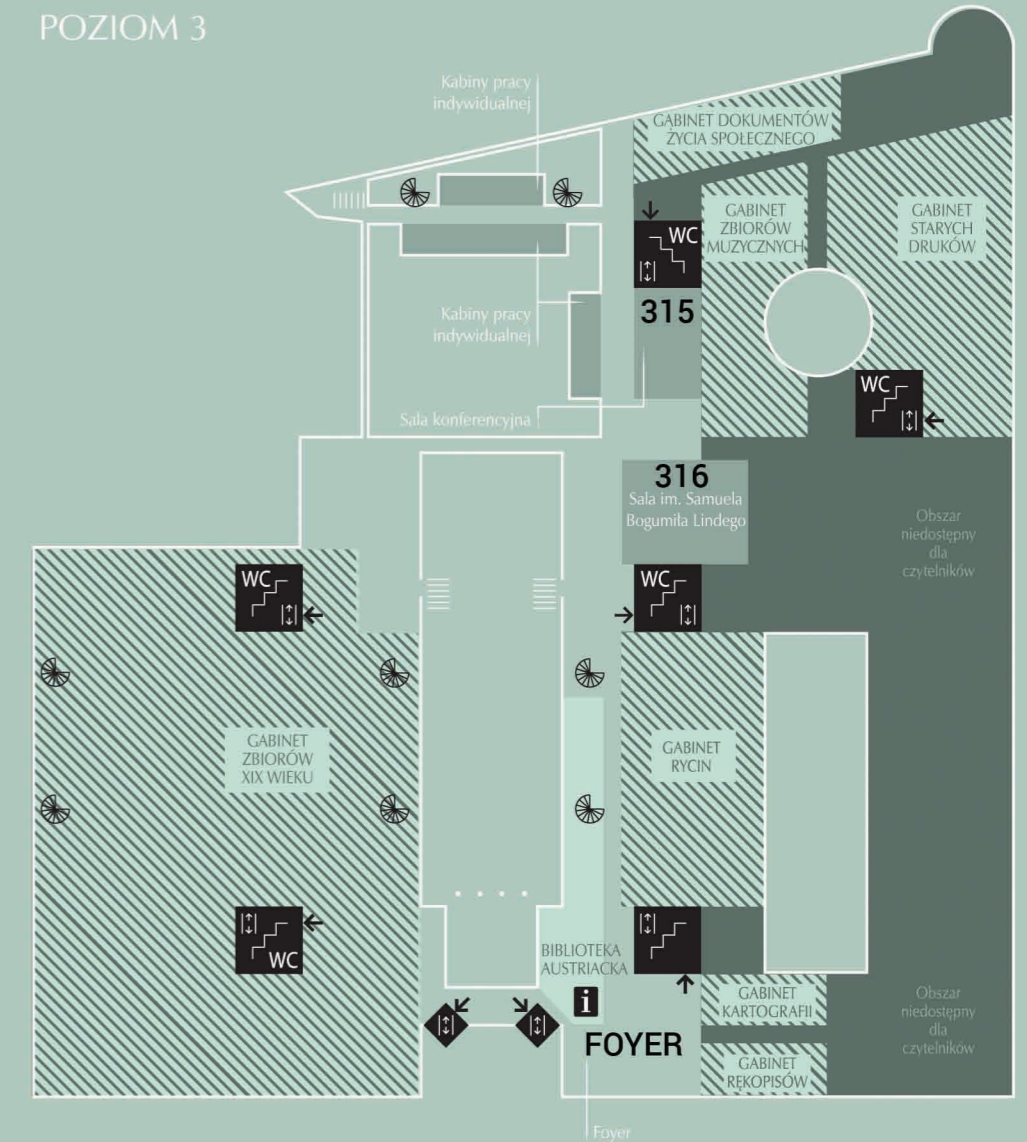 POZIOM 3
Kabiny pracy
indywidualnej
GABINET DOKUMENTÓW
ŻYCIA SPOŁECZNEGO
WC
GABINET
ZBIORÓW
MUZYCZNYCH
GABINET
STARYCH
DRUKÓW
315
Kabiny pracy
indywidualnej
WC
Sala konferencyjna
316
Sala im. Samuela
Bogumiła Lindego
Obszar
niedostępny
dla
czytelników
WC
WC
GABINET
ZBIORÓW
XIX WIEKU
GABINET
RYCIN
WC
BIBLIOTEKA
AUSTRIACKA
i
GABINET
KARTOGRAFII
Obszar
niedostępny
dla
czytelników
FOYER
GABINET
RĘKOPISÓW
Foyer